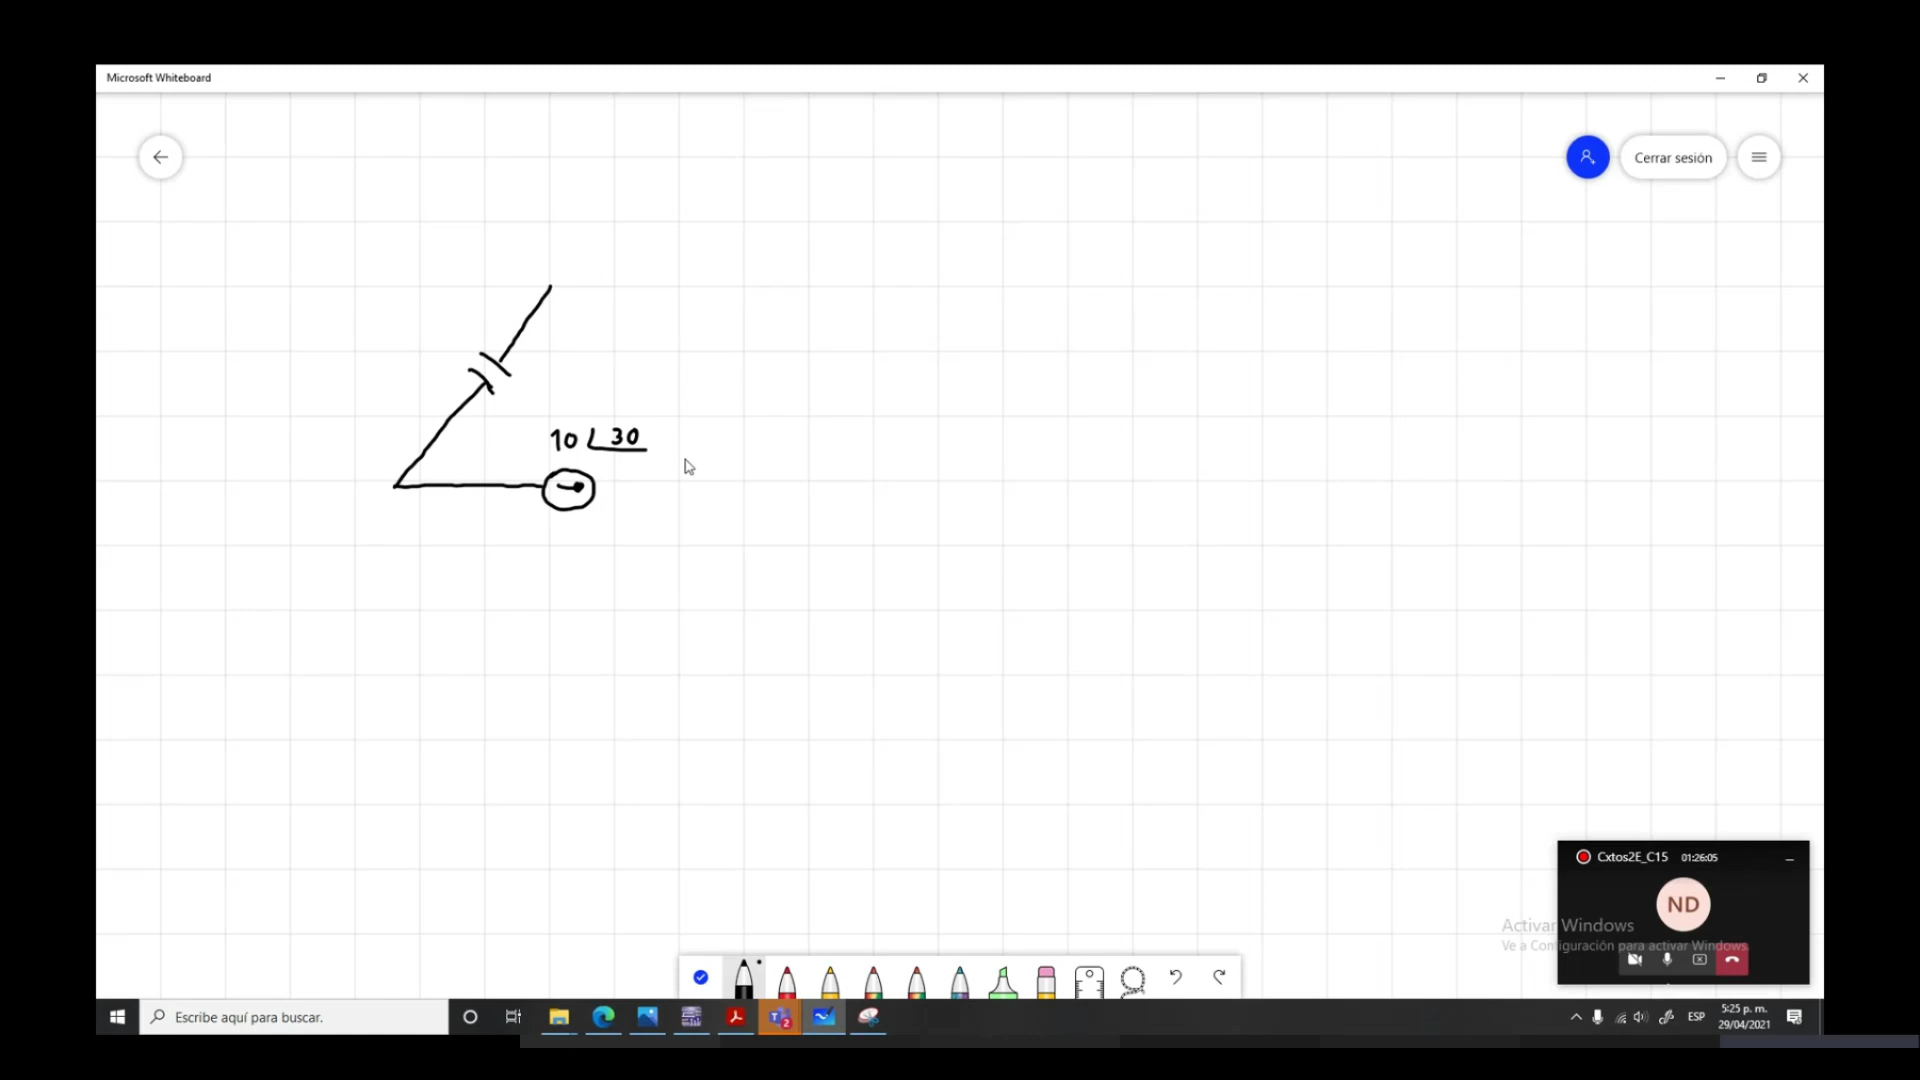 Microsoft Whiteboard
Cerrar sesión
10∠30
Cxtos2E_C15 01:26:05
ND
Activar Windows
Ve a Configuración para activar Windows.
Escribe aquí para buscar.
2
ESP
5:25 p. m.
29/04/2021